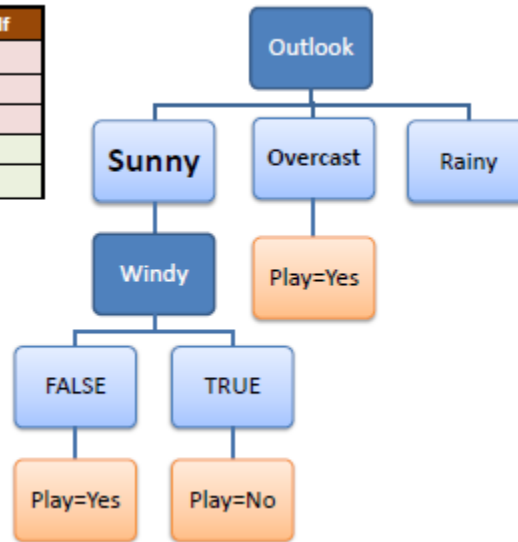 Outlook
Sunny
Overcast
Rainy
Windy
Play=Yes
FALSE
TRUE
Play=Yes
Play=No